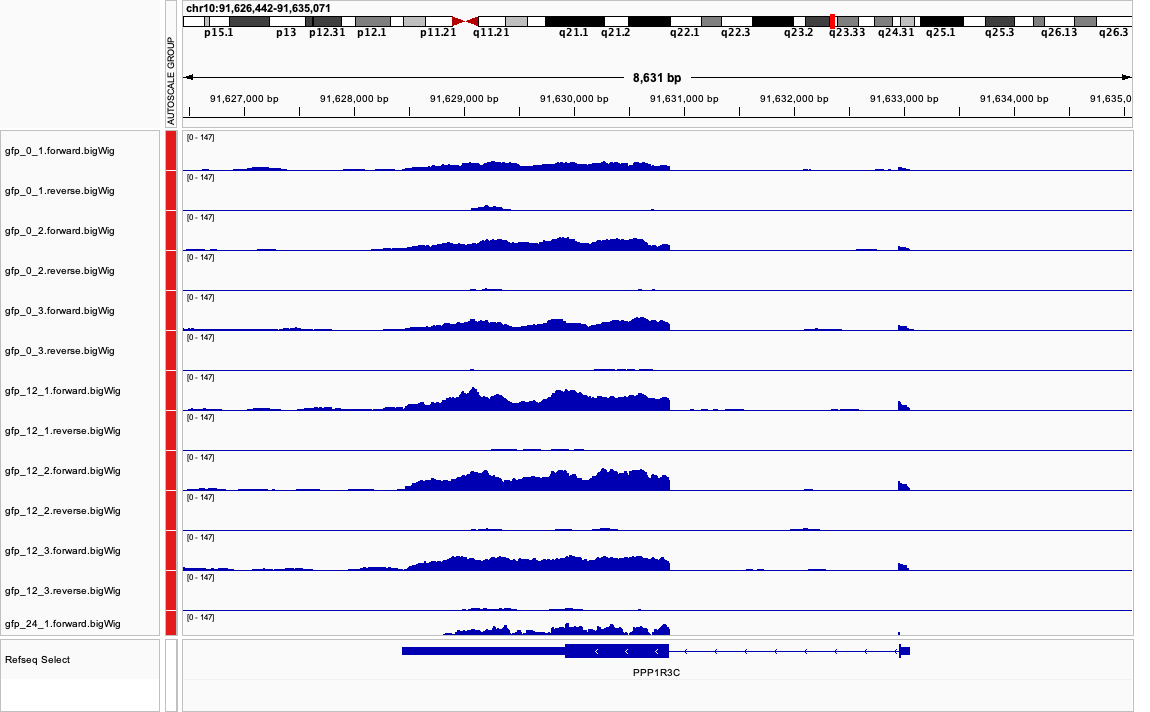 chr10:91,626,442-91,635,071
p15.1 p13 p12.31 p12.1 p11.21 q11.21 q21.1 q21.2 q22.1 q22.3 q23.2 q23.33 q24.31 q25.1 q25.3 q26.13 q26.3
AUTOSCALE GROUP
8,631 bp
91,627,000 bp 91,628,000 bp 91,629,000 bp 91,630,000 bp 91,631,000 bp 91,632,000 bp 91,633,000 bp 91,634,000 bp 91,635,0
[0 - 147]
gfp_0_1.forward.bigWig
[0 - 147]
gfp_0_1.reverse.bigWig
[0 - 147]
gfp_0_2.forward.bigWig
[0 - 147]
gfp_0_2.reverse.bigWig
[0 - 147]
gfp_0_3.forward.bigWig
[0 - 147]
gfp_0_3.reverse.bigWig
[0 - 147]
gfp_12_1.forward.bigWig
[0 - 147]
gfp_12_1.reverse.bigWig
[0 - 147]
gfp_12_2.forward.bigWig
[0 - 147]
gfp_12_2.reverse.bigWig
[0 - 147]
gfp_12_3.forward.bigWig
[0 - 147]
gfp_12_3.reverse.bigWig
[0 - 147]
gfp_24_1.forward.bigWig
Refseq Select
PPP1R3C